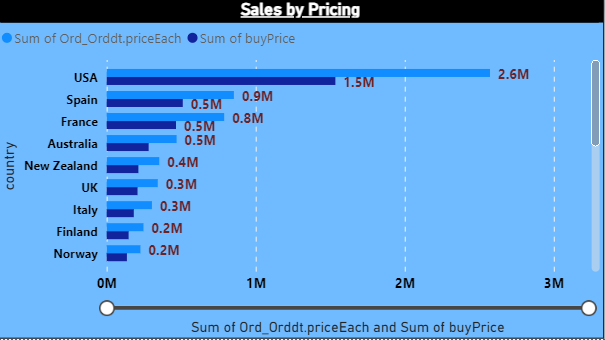 Sales by Pricing
Sum of Ord_Orddt.priceEach Sum of buyPrice
country
USA 2.6M
1.5M
Spain 0.9M
0.5M
France 0.8M
0.5M
Australia 0.5M
New Zealand 0.4M
UK 0.3M
Italy 0.3M
Finland 0.2M
Norway 0.2M
0M 1M 2M 3M
Sum of Ord_Orddt.priceEach and Sum of buyPrice